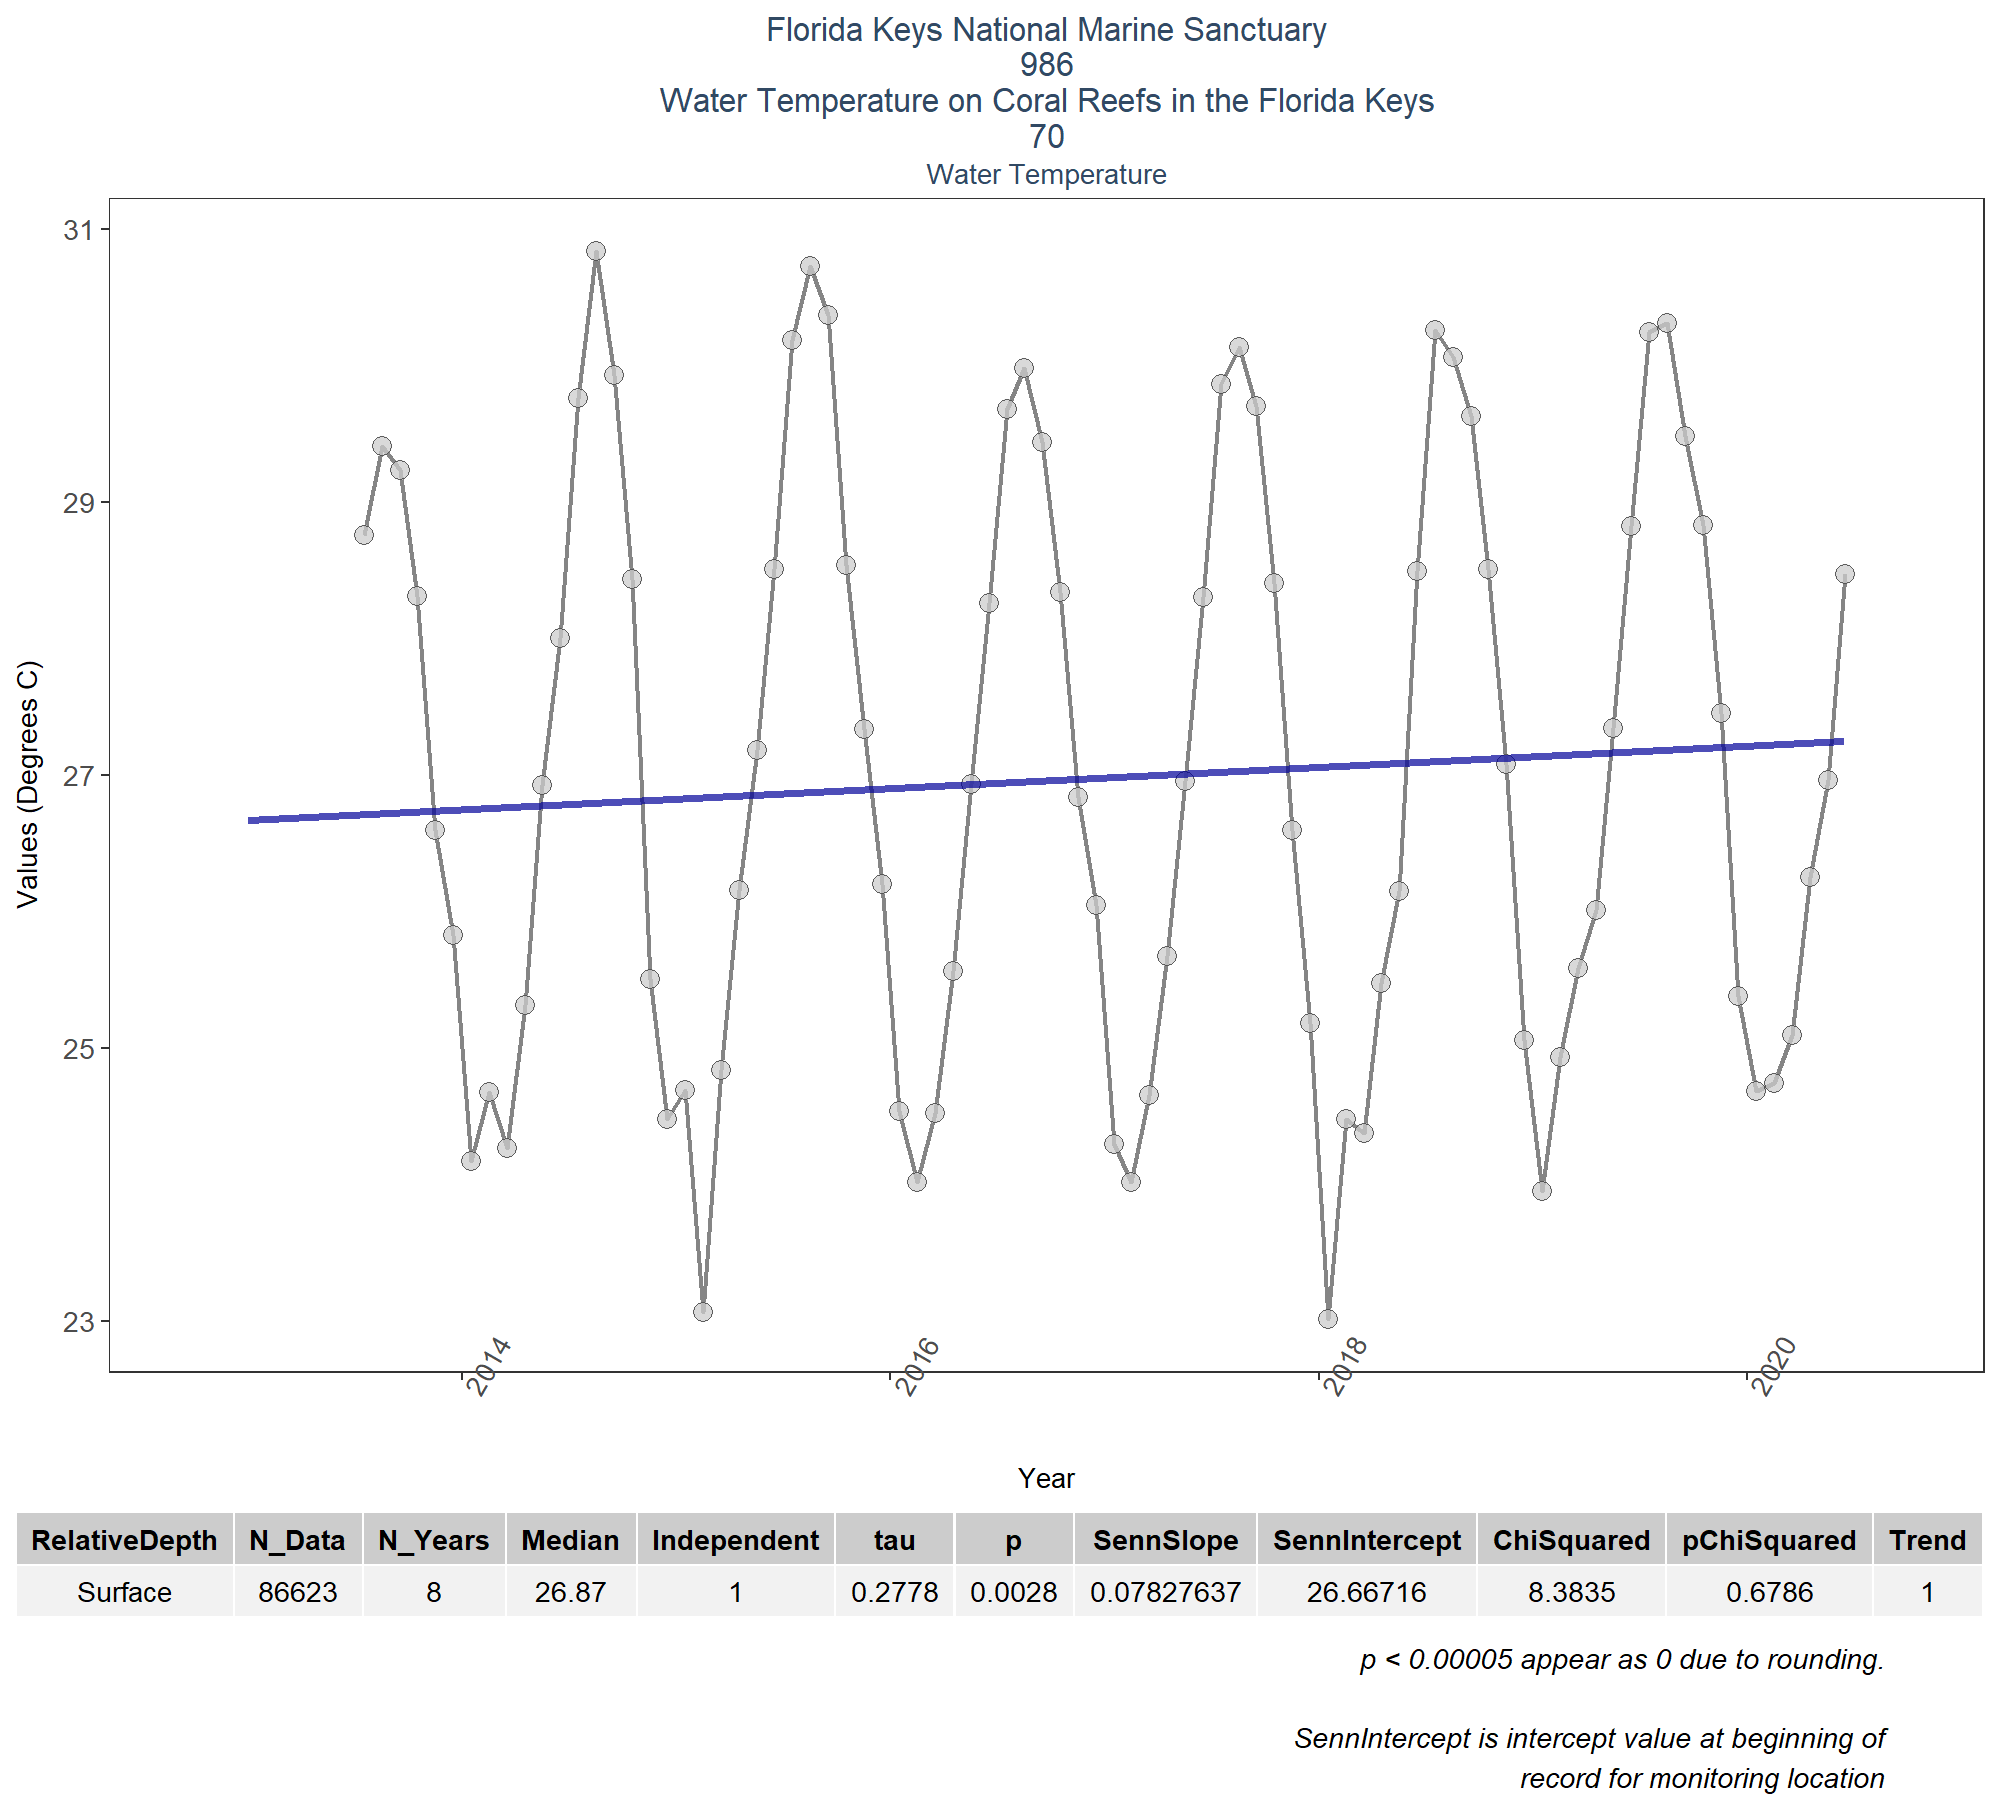 Florida Keys National Marine Sanctuary
986
Water Temperature on Coral Reefs in the Florida Keys
70
Water Temperature
31
29
27
25
23
Values (Degrees C)
2014
2016
2018
2020
Year
RelativeDepth N_Data N_Years Median Independent tau p SennSlope SennIntercept ChiSquared pChiSquared Trend
Surface 86623 8 26.87 1 0.2778 0.0028 0.07827637 26.66716 8.3835 0.6786 1
p < 0.00005 appear as 0 due to rounding.
SennIntercept is intercept value at beginning of
record for monitoring location